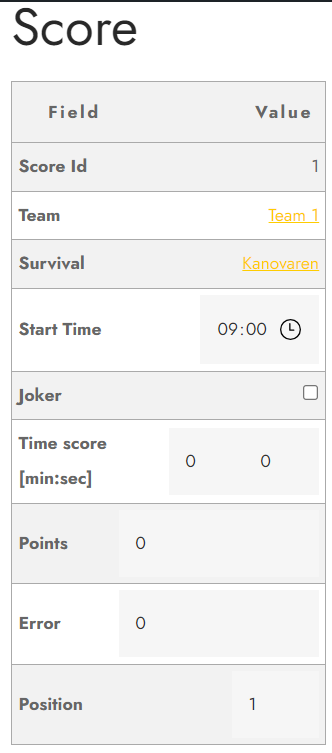 Score
Field Value
Score Id 1
Team Team 1
Survival Kanovaren
Start Time 09:00
Joker
Time score
[min:sec] 0 0
Points 0
Error 0
Position 1